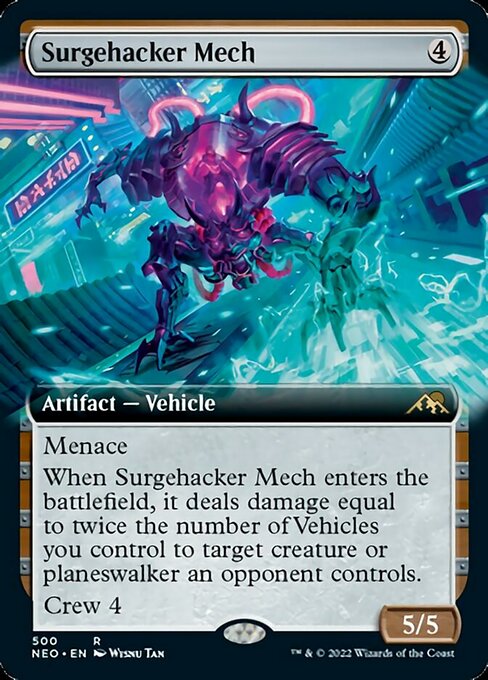 Surgehacker Mech 4
Artifact — Vehicle
Menace
When Surgehacker Mech enters the
battlefield, it deals damage equal
to twice the number of Vehicles
you control to target creature or
planeswalker an opponent controls.
Crew 4
5/5
500 R
NEO • EN Wisnu Tan
™ & © 2022 Wizards of the Coast